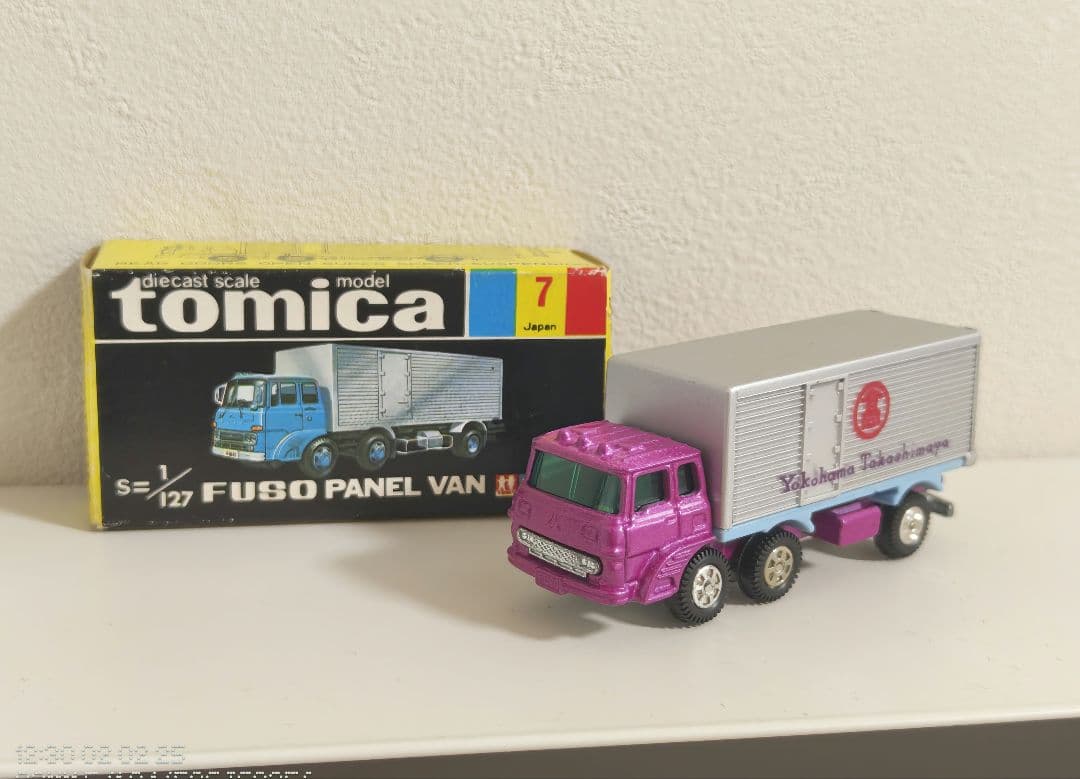 diecast scale model
tomica
7
Japan
S=1/127 FUSO PANEL VAN
Yokohama Takashimaya